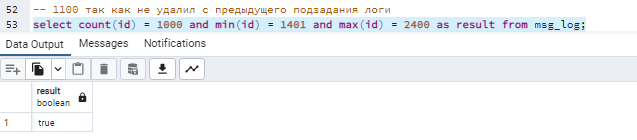 52 -- 1100 так как не удалил с предыдущего подзадания логи
53 select count(id) = 1000 and min(id) = 1401 and max(id) = 2400 as result from msg_log;
Data Output Messages Notifications
result
boolean
1 true